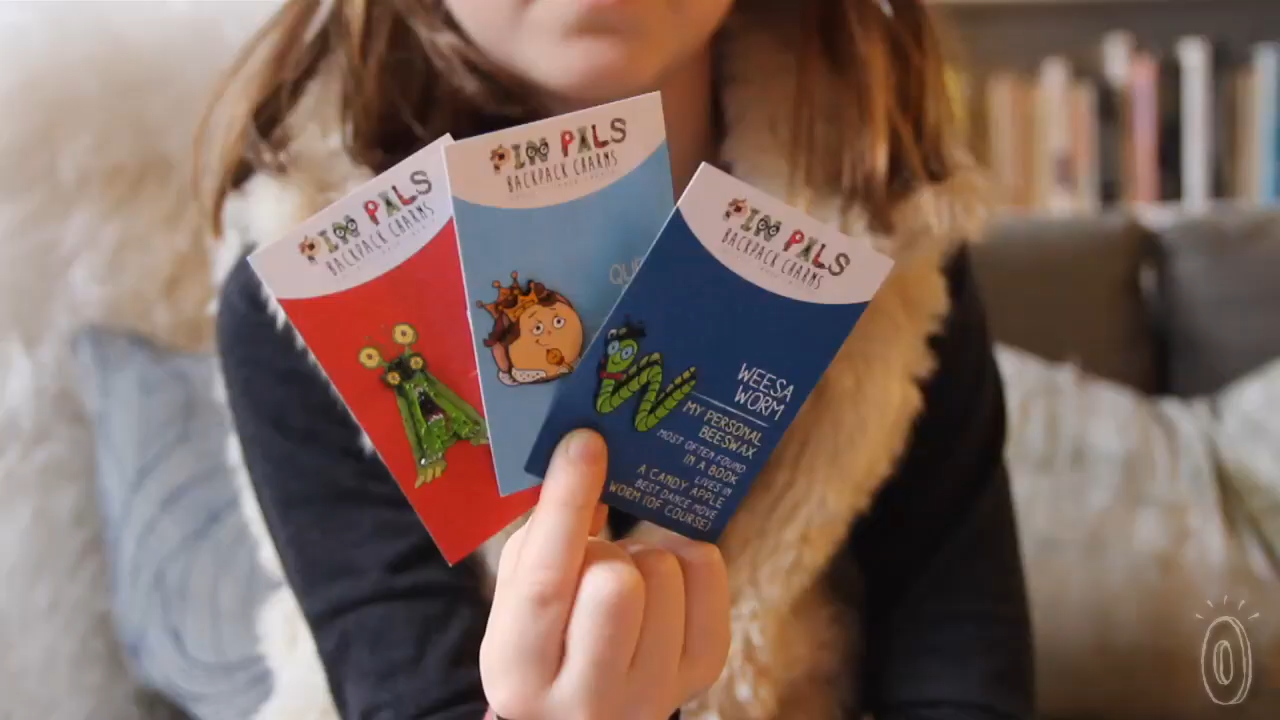 PIN PALS
BACKPACK CHARMS
PIN PALS
BACKPACK CHARMS
PIN PALS
BACKPACK CHARMS
WEESA
WORM
MY PERSONAL
BEESWAX
MOST OFTEN FOUND
IN A BOOK
LIVES IN
A CANDY APPLE
BEST DANCE MOVE
WORM (OF COURSE)